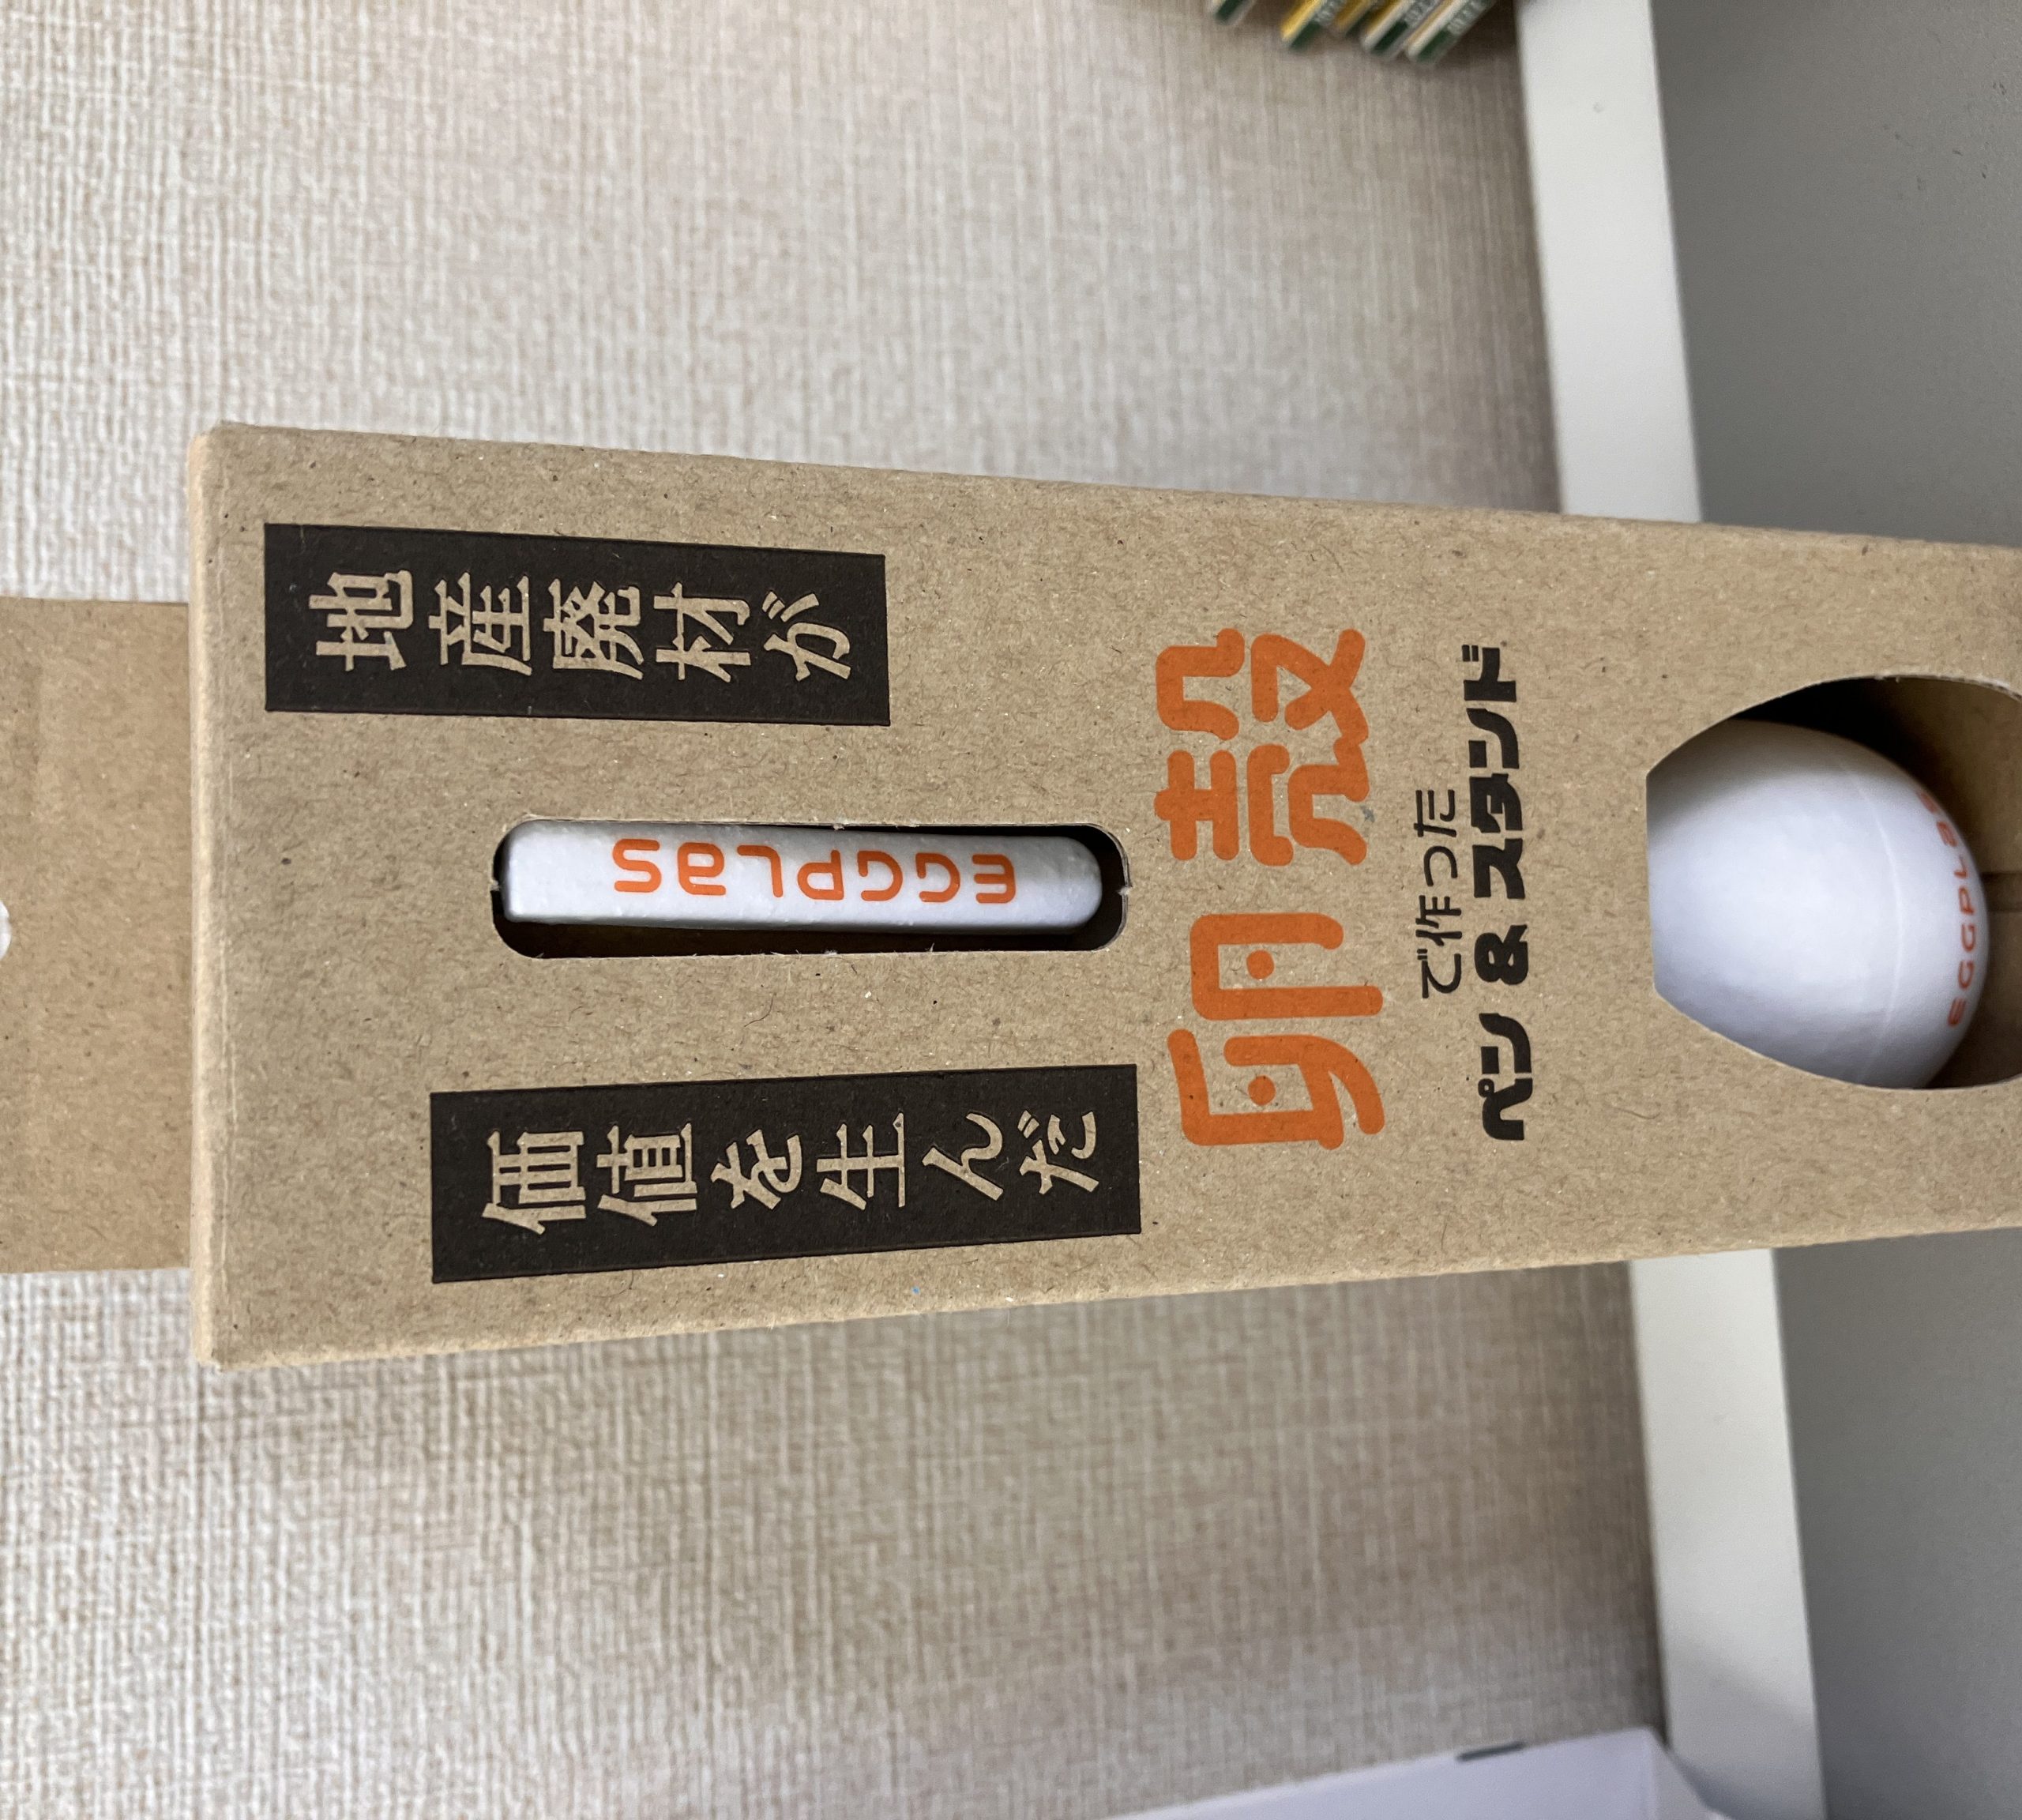 地産廃材が
価値を生んだ
EGGPLaS
卵殻
で作った
ペン & スタンド
EGGPLaS